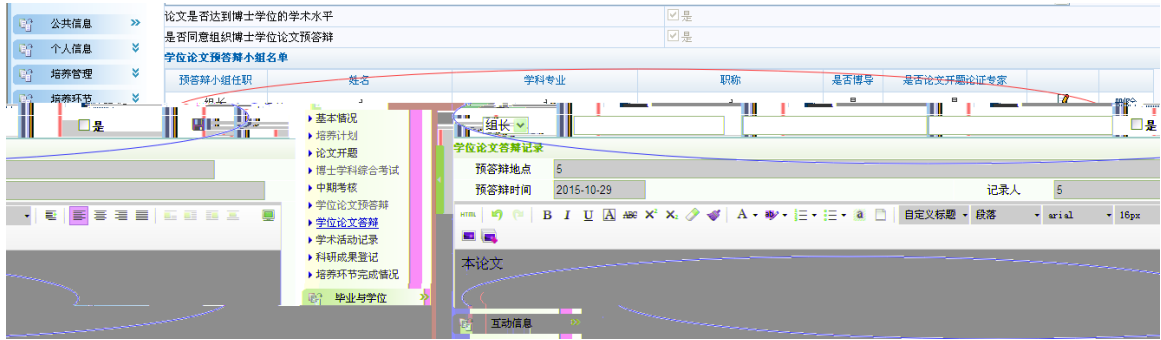 公共信息
个人信息
培养管理
培养环节
论文是否达到博士学位的学术水平 是
是否同意组织博士学位论文预答辩 是
学位论文预答辩小组名单
预答辩小组任职 姓名 学科专业 职称 是否博导 是否论文开题论证专家
是
基本情况
培养计划
论文开题
博士学科综合考试
中期考核
学位论文预答辩
学位论文答辩
学术活动记录
科研成果登记
培养环节完成情况
毕业与学位
组长 是
学位论文答辩记录
预答辩地点 5
预答辩时间 2015-10-29 记录人 5
HTML B I U A ABC X² X₂ A ab a 自定义标题 段落 arial 16px
本论文
互动信息